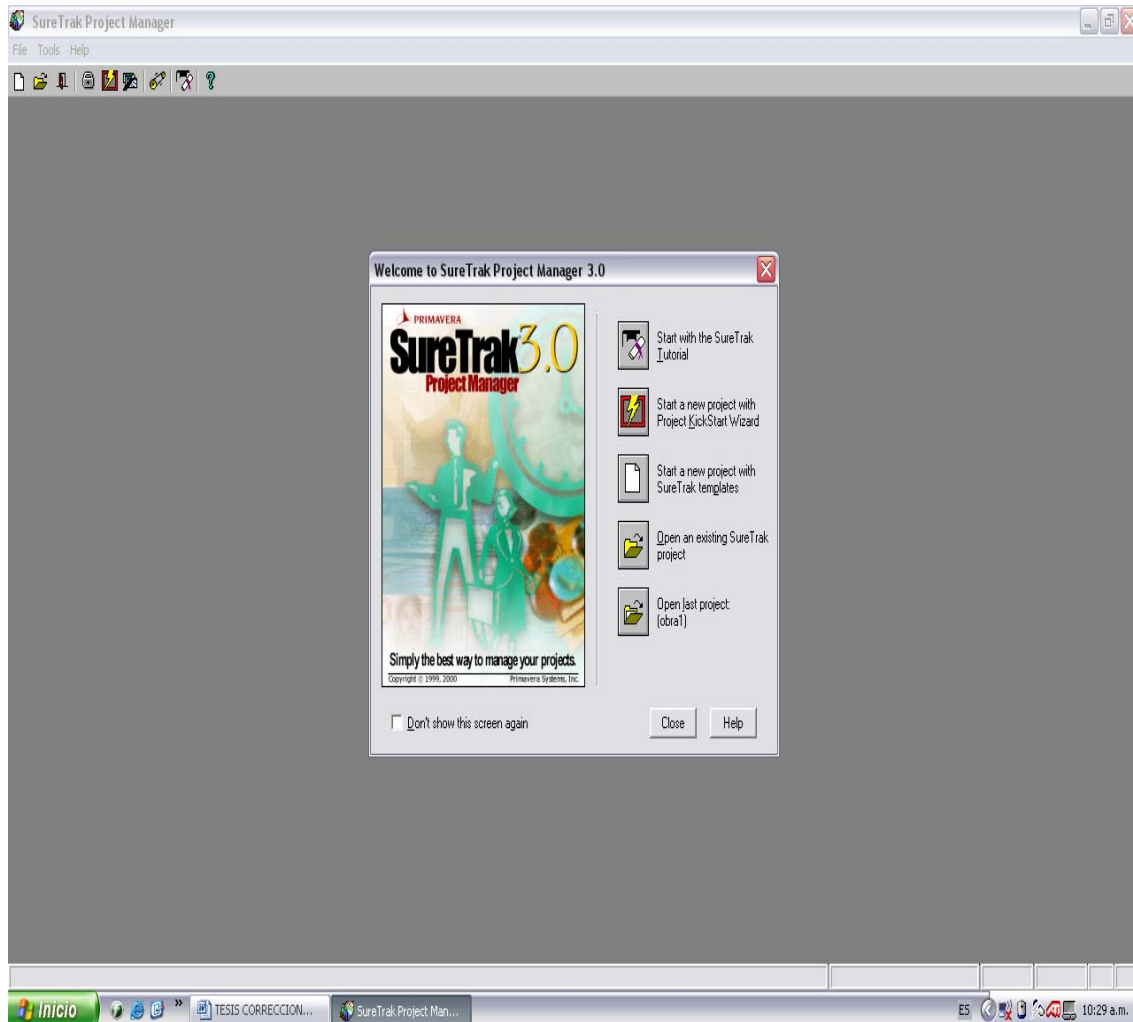 SureTrak Project Manager
File Tools Help
Welcome to SureTrak Project Manager 3.0
PRIMAVERA
SureTrak 3.0
Project Manager
Simply the best way to manage your projects.
Copyright © 1999, 2000 Primavera Systems, Inc.
Start with the SureTrak
Tutorial
Start a new project with
Project KickStart Wizard
Start a new project with
SureTrak templates
Open an existing SureTrak
project
Open last project:
(obra1)
Don't show this screen again
Close
Help
Inicio
»
TESIS CORRECCION...
SureTrak Project Man...
ES
10:29 a.m.